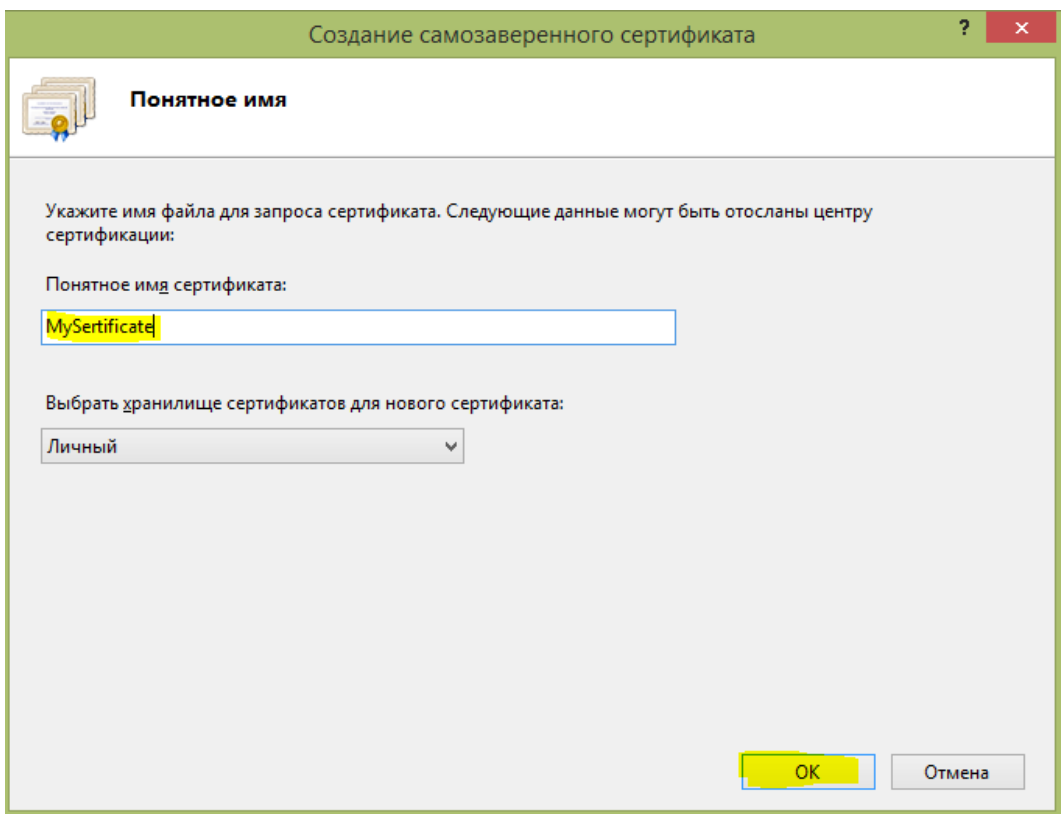 Создание самозаверенного сертификата
?
Понятное имя
Укажите имя файла для запроса сертификата. Следующие данные могут быть отосланы центру
сертификации:
Понятное имя сертификата:
MySertificate
Выбрать хранилище сертификатов для нового сертификата:
Личный
ОК
Отмена